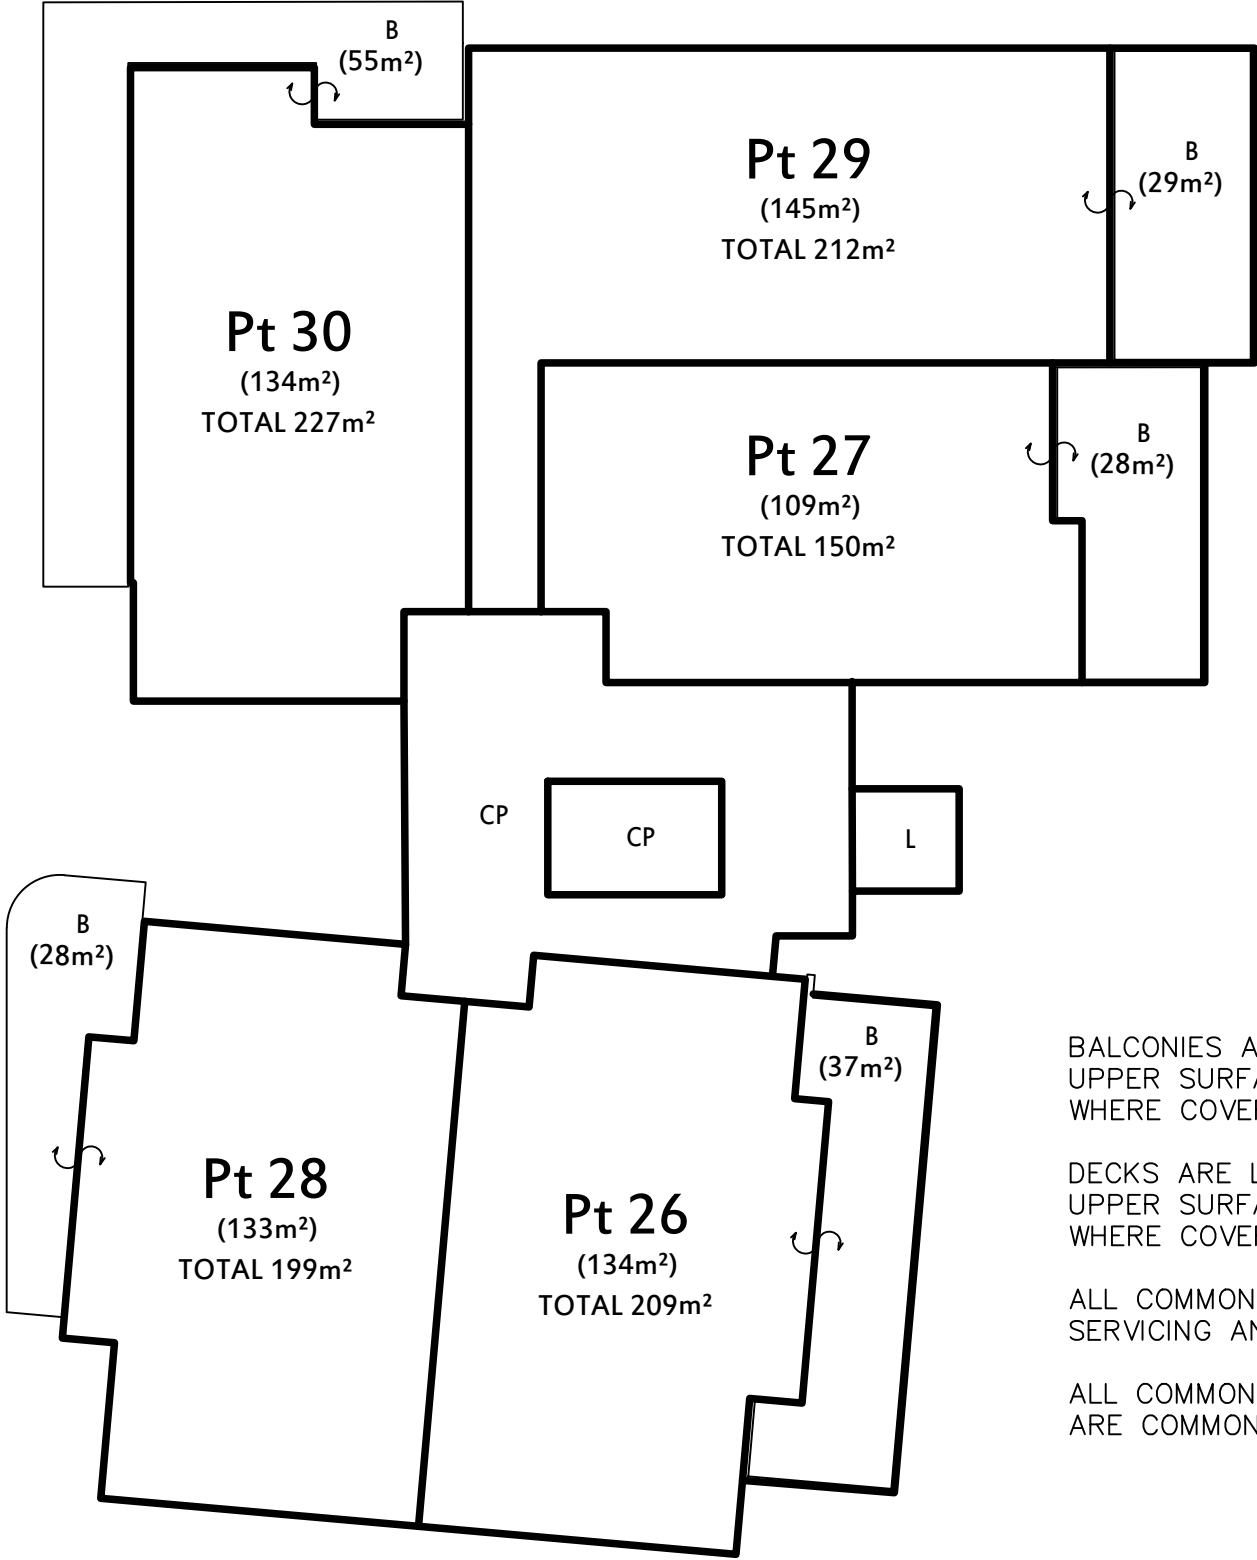 B
(55m²)
Pt 29
(145m²)
TOTAL 212m²
B
(29m²)
Pt 30
(134m²)
TOTAL 227m²
Pt 27
(109m²)
TOTAL 150m²
B
(28m²)
CP
CP
L
B
(28m²)
B
(37m²)
Pt 28
(133m²)
TOTAL 199m²
Pt 26
(134m²)
TOTAL 209m²
BALCONIES A
UPPER SURFA
WHERE COVE
DECKS ARE L
UPPER SURFA
WHERE COVE
ALL COMMON
SERVICING AN
ALL COMMON
ARE COMMON